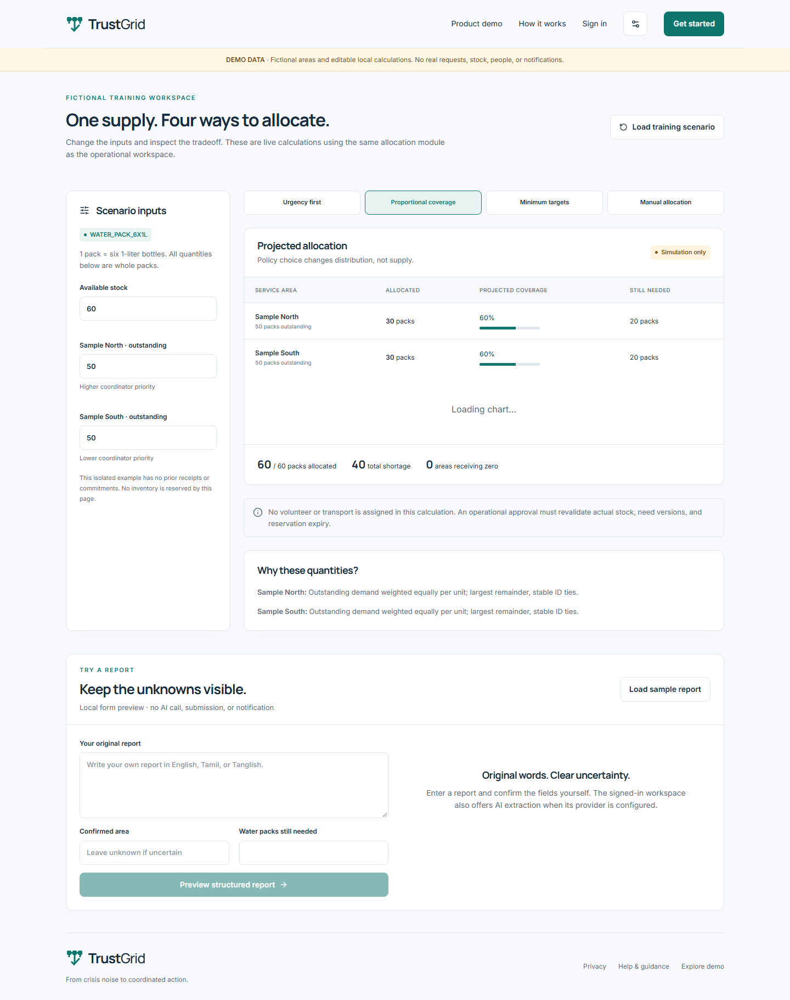 TrustGrid
Product demo
How it works
Sign in
Get started
DEMO DATA · Fictional areas and editable local calculations. No real requests, stock, people, or notifications.
FICTIONAL TRAINING WORKSPACE
One supply. Four ways to allocate.
Change the inputs and inspect the tradeoff. These are live calculations using the same allocation module
as the operational workspace.
Load training scenario
Scenario inputs
WATER_PACK_6X1L
1 pack = six 1-liter bottles. All quantities
below are whole packs.
Available stock
60
Sample North · outstanding
50
Higher coordinator priority
Sample South · outstanding
50
Lower coordinator priority
This isolated example has no prior receipts or
commitments. No inventory is reserved by this
page.
Urgency first
Proportional coverage
Minimum targets
Manual allocation
Projected allocation
Policy choice changes distribution, not supply.
Simulation only
SERVICE AREA ALLOCATED PROJECTED COVERAGE STILL NEEDED
Sample North
50 packs outstanding
30 packs
60%
20 packs
Sample South
50 packs outstanding
30 packs
60%
20 packs
Loading chart...
60 / 60 packs allocated 40 total shortage 0 areas receiving zero
No volunteer or transport is assigned in this calculation. An operational approval must revalidate actual stock, need versions, and
reservation expiry.
Why these quantities?
Sample North: Outstanding demand weighted equally per unit; largest remainder, stable ID ties.
Sample South: Outstanding demand weighted equally per unit; largest remainder, stable ID ties.
TRY A REPORT
Keep the unknowns visible.
Local form preview · no AI call, submission, or notification
Load sample report
Your original report
Write your own report in English, Tamil, or Tanglish.
Confirmed area
Leave unknown if uncertain
Water packs still needed
Preview structured report
Original words. Clear uncertainty.
Enter a report and confirm the fields yourself. The signed-in workspace
also offers AI extraction when its provider is configured.
TrustGrid
From crisis noise to coordinated action.
Privacy
Help & guidance
Explore demo